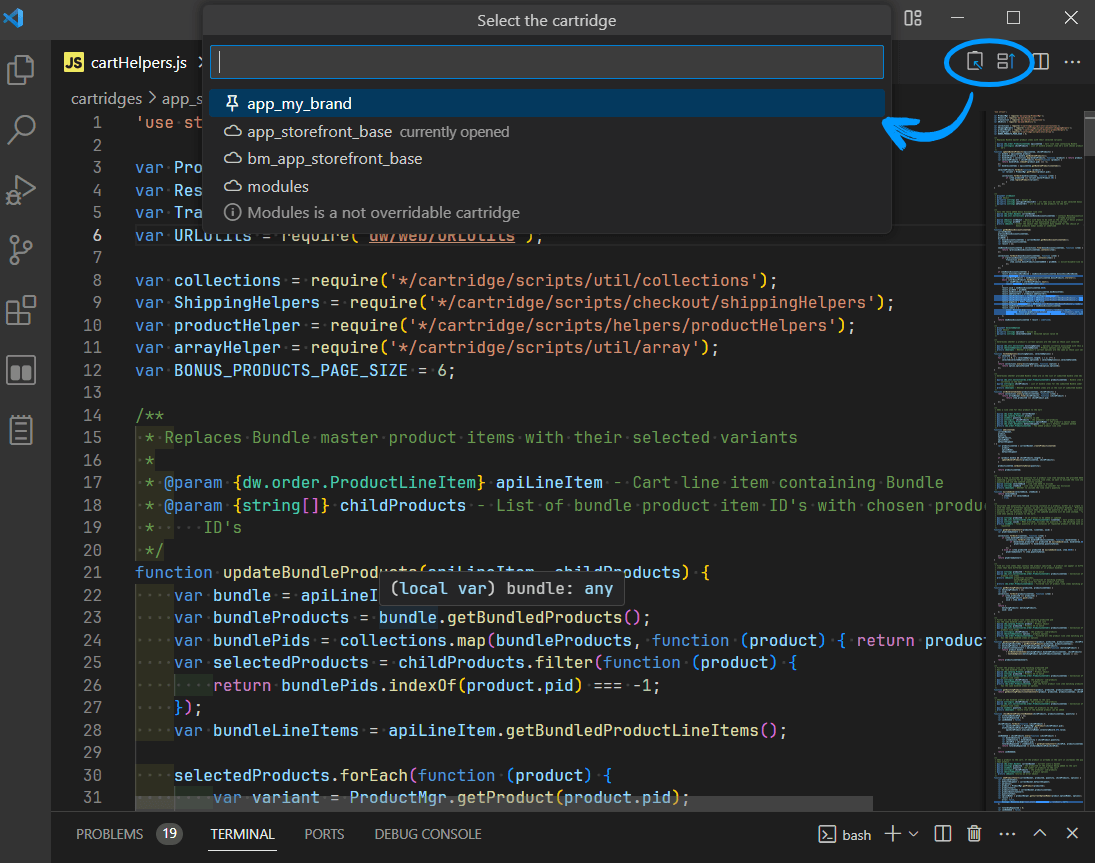 Select the cartridge
JS cartHelpers.js
cartridges > app_s
app_my_brand
app_storefront_base currently opened
bm_app_storefront_base
modules
Modules is a not overridable cartridge
1 'use st
2
3 var Pro
4 var Res
5 var Tra
6 var URLUtils = require('dw/web/URLUtils');
7
8 var collections = require('*/cartridge/scripts/util/collections');
9 var ShippingHelpers = require('*/cartridge/scripts/checkout/shippingHelpers');
10 var productHelper = require('*/cartridge/scripts/helpers/productHelpers');
11 var arrayHelper = require('*/cartridge/scripts/util/array');
12 var BONUS_PRODUCTS_PAGE_SIZE = 6;
13
14 /**
15 * Replaces Bundle master product items with their selected variants
16 *
17 * @param {dw.order.ProductLineItem} apiLineItem - Cart line item containing Bundle
18 * @param {string[]} childProducts - List of bundle product item ID's with chosen produc
19 * ID's
20 */
21 function updateBundleProducts(apiLineItem, childProducts) {
(local var) bundle: any
22 var bundle = apiLineI
23 var bundleProducts = bundle.getBundledProducts();
24 var bundlePids = collections.map(bundleProducts, function (product) { return product
25 var selectedProducts = childProducts.filter(function (product) {
26 return bundlePids.indexOf(product.pid) === -1;
27 });
28 var bundleLineItems = apiLineItem.getBundledProductLineItems();
29
30 selectedProducts.forEach(function (product) {
31 var variant = ProductMgr.getProduct(product.pid);
PROBLEMS 19 TERMINAL PORTS DEBUG CONSOLE bash